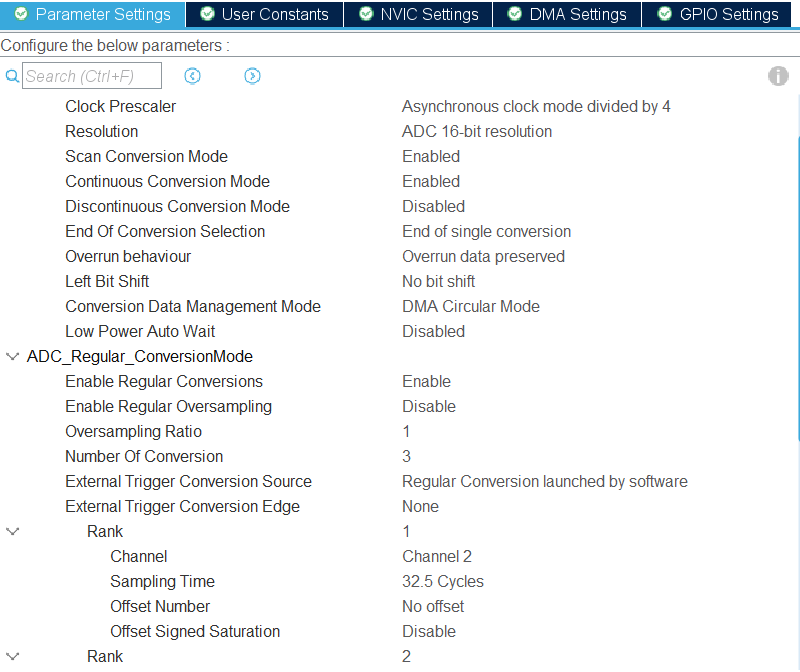 Parameter Settings User Constants NVIC Settings DMA Settings GPIO Settings
Configure the below parameters :
Search (Ctrl+F)
Clock Prescaler Asynchronous clock mode divided by 4
Resolution ADC 16-bit resolution
Scan Conversion Mode Enabled
Continuous Conversion Mode Enabled
Discontinuous Conversion Mode Disabled
End Of Conversion Selection End of single conversion
Overrun behaviour Overrun data preserved
Left Bit Shift No bit shift
Conversion Data Management Mode DMA Circular Mode
Low Power Auto Wait Disabled
ADC_Regular_ConversionMode
Enable Regular Conversions Enable
Enable Regular Oversampling Disable
Oversampling Ratio 1
Number Of Conversion 3
External Trigger Conversion Source Regular Conversion launched by software
External Trigger Conversion Edge None
Rank 1
Channel Channel 2
Sampling Time 32.5 Cycles
Offset Number No offset
Offset Signed Saturation Disable
Rank 2